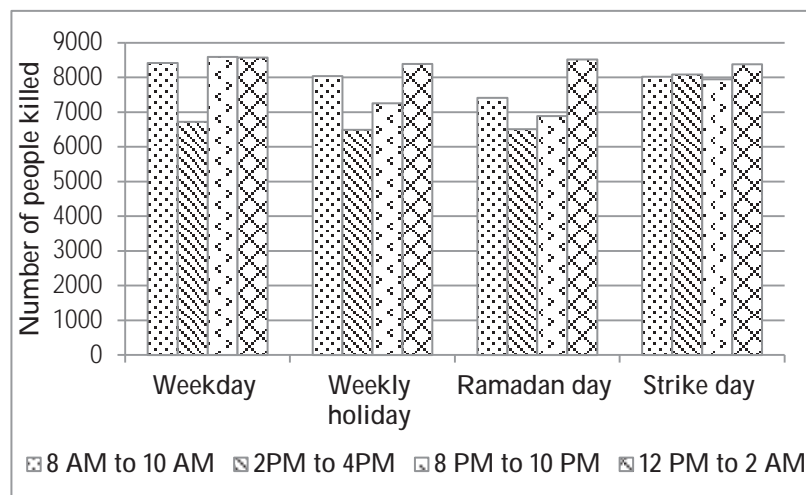 Number of people killed
9000
8000
7000
6000
5000
4000
3000
2000
1000
0
Weekday
Weekly
holiday
Ramadan day
Strike day
8 AM to 10 AM
2PM to 4PM
8 PM to 10 PM
12 PM to 2 AM